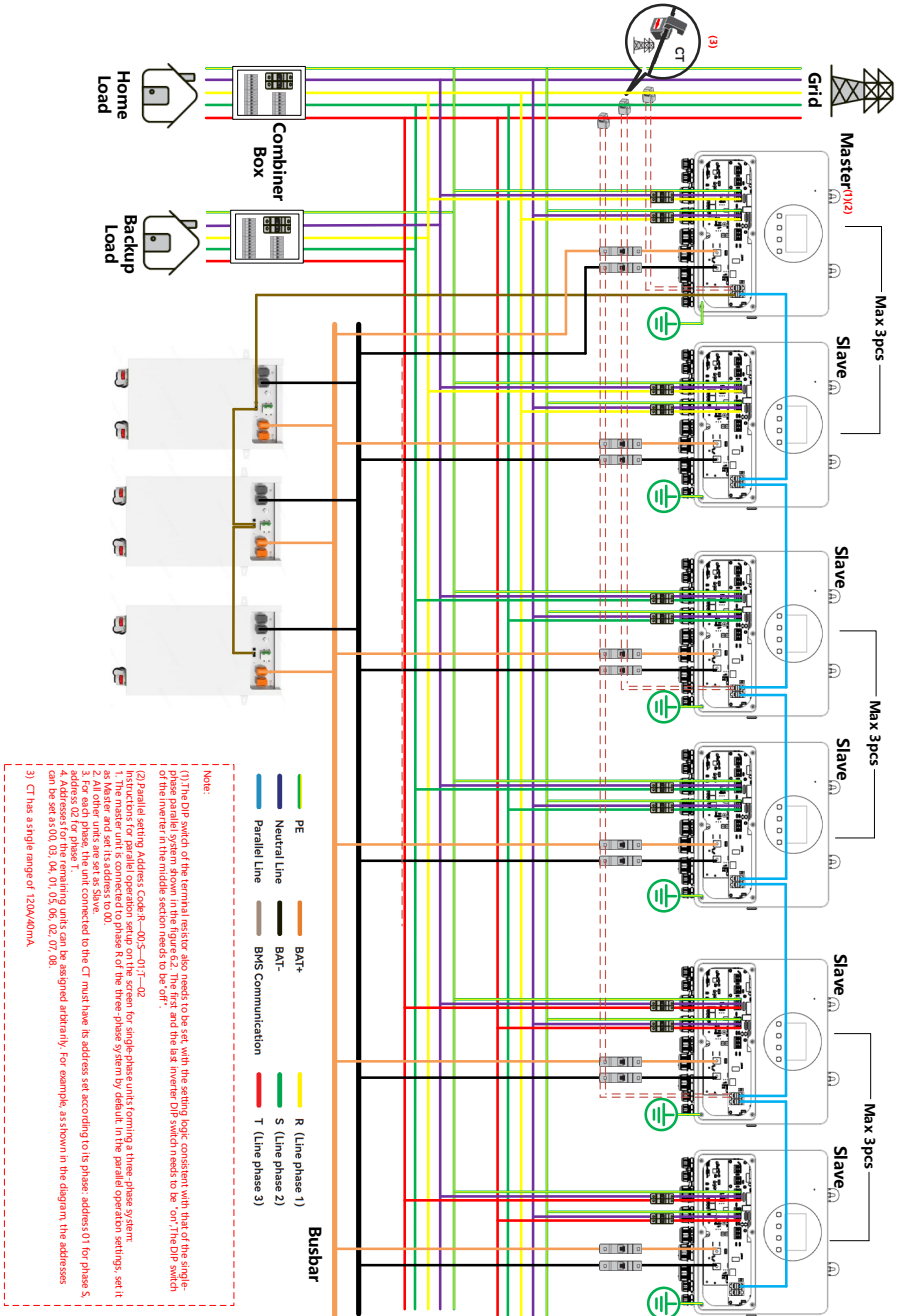 Grid
(3)
CT
Home
Load
Combiner
Box
Backup
Load
Master(1)(2)
Slave
Slave
Slave
Slave
Slave
Max 3pcs
Max 3pcs
Max 3pcs
Busbar
PE
BAT+
R (Line phase 1)
Neutral Line
BAT-
S (Line phase 2)
Parallel Line
BMS Communication
T (Line phase 3)
Note:
(1).The DIP switch of the terminal resistor also needs to be set, with the setting logic consistent with that of the single-
phase parallel system shown in the figure 6.2. The first and the last inverter DIP switch needs to be "on",The DIP switch
of the inverter in the middle section needs to be "off".
(2)Parallel setting Address Code:R—00;S—01;T—02
Instructions for parallel operation setup on the screen for single-phase units forming a three-phase system:
1. The master unit is connected to phase R of the three-phase system by default. In the parallel operation settings, set it
as Master and set its address to 00.
2. All other units are set as Slave.
3. For each phase, the unit connected to the CT must have its address set according to its phase: address 01 for phase S,
address 02 for phase T.
4. Addresses for the remaining units can be assigned arbitrarily. For example, as shown in the diagram, the addresses
can be set as 00, 03, 04, 01, 05, 06, 02, 07, 08.
3) CT has a single range of 120A/40mA.